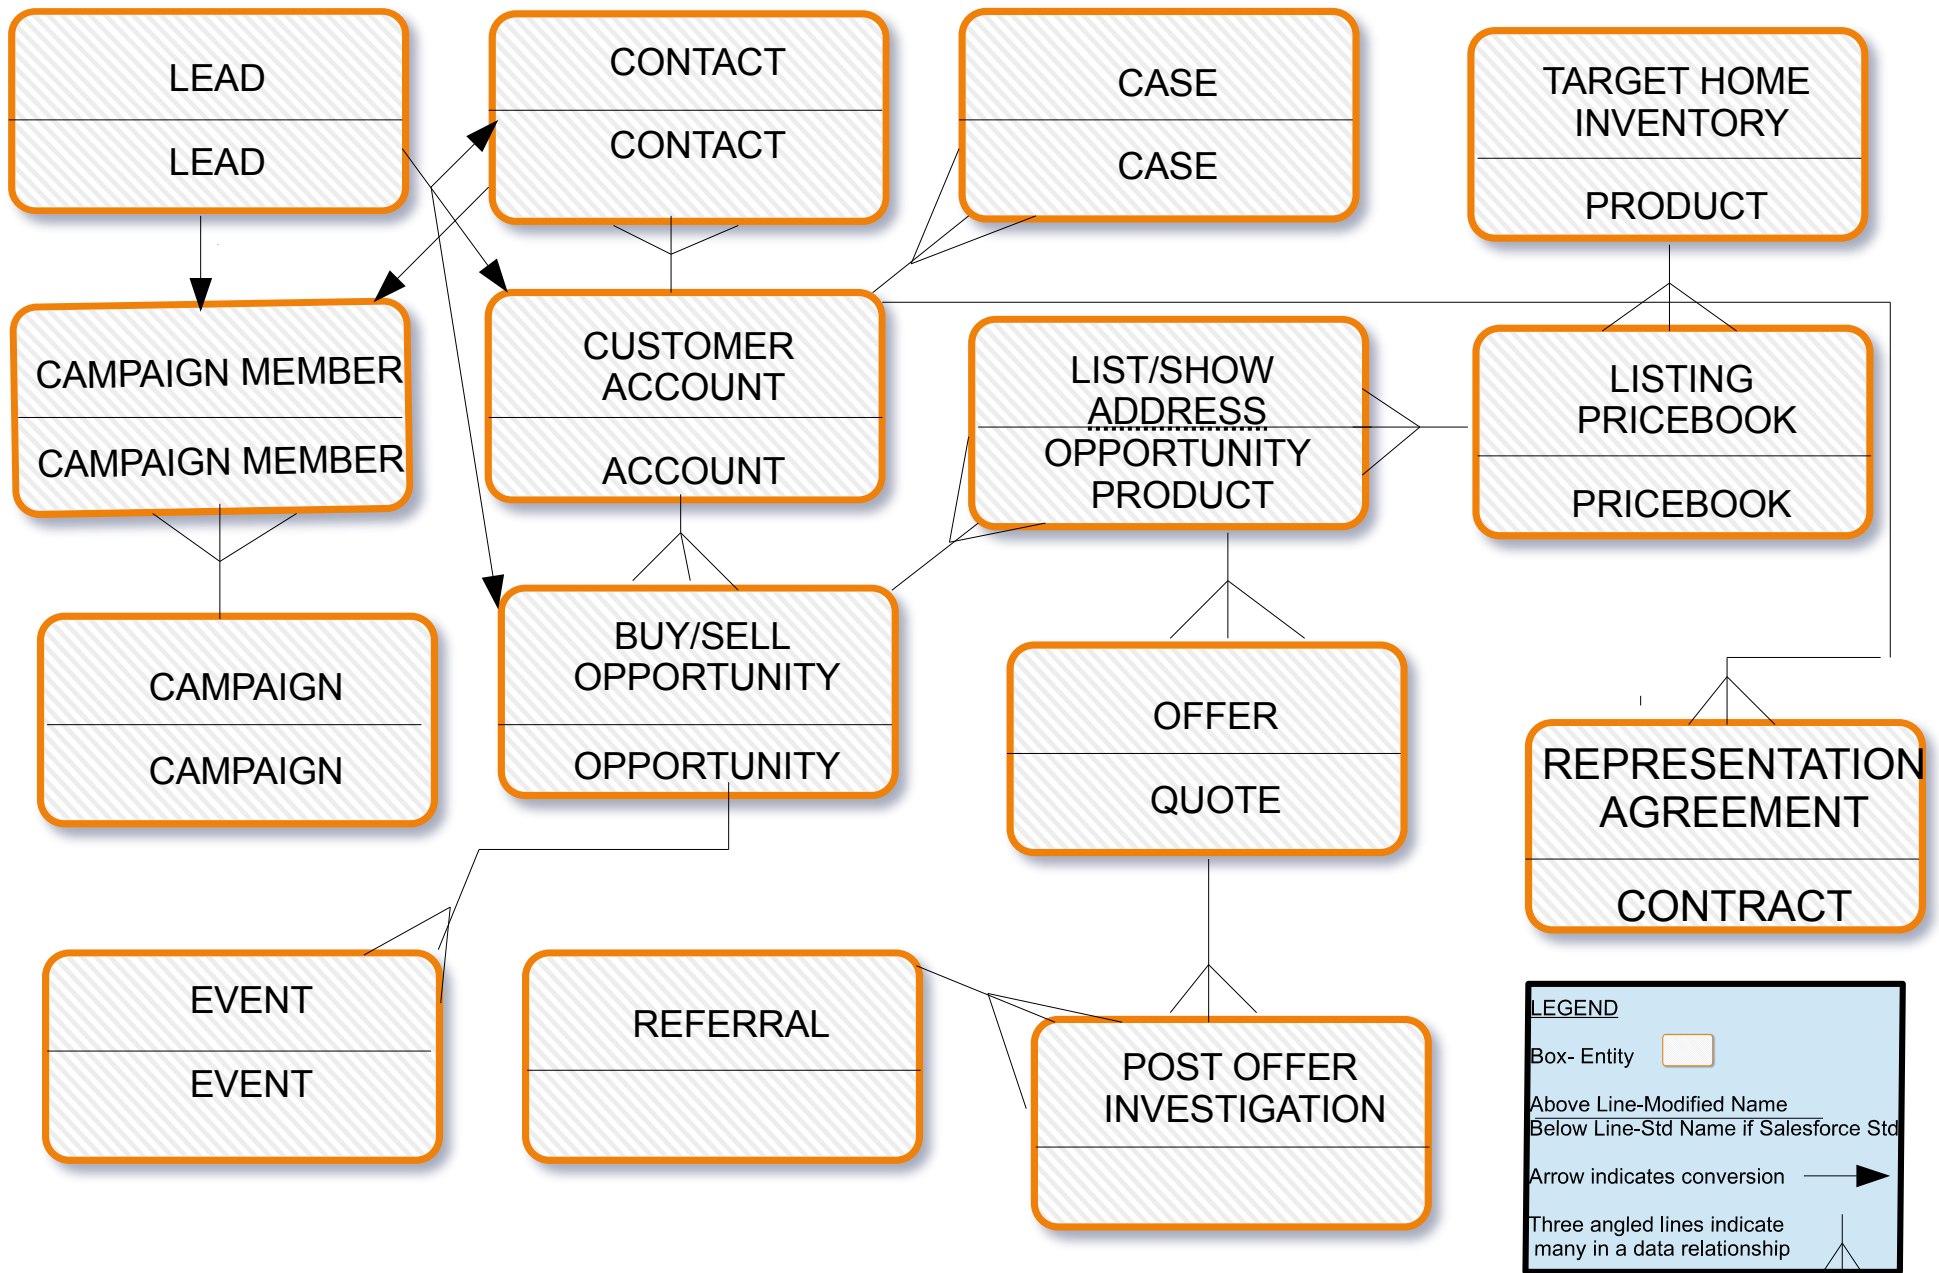 LEAD
LEAD
CONTACT
CONTACT
CASE
CASE
TARGET HOME
INVENTORY
PRODUCT
CAMPAIGN MEMBER
CAMPAIGN MEMBER
CUSTOMER
ACCOUNT
ACCOUNT
LIST/SHOW
ADDRESS
OPPORTUNITY
PRODUCT
LISTING
PRICEBOOK
PRICEBOOK
CAMPAIGN
CAMPAIGN
BUY/SELL
OPPORTUNITY
OPPORTUNITY
OFFER
QUOTE
REPRESENTATION
AGREEMENT
CONTRACT
EVENT
EVENT
REFERRAL
POST OFFER
INVESTIGATION
LEGEND
Box- Entity
Above Line-Modified Name
Below Line-Std Name if Salesforce Std
Arrow indicates conversion
Three angled lines indicate
many in a data relationship